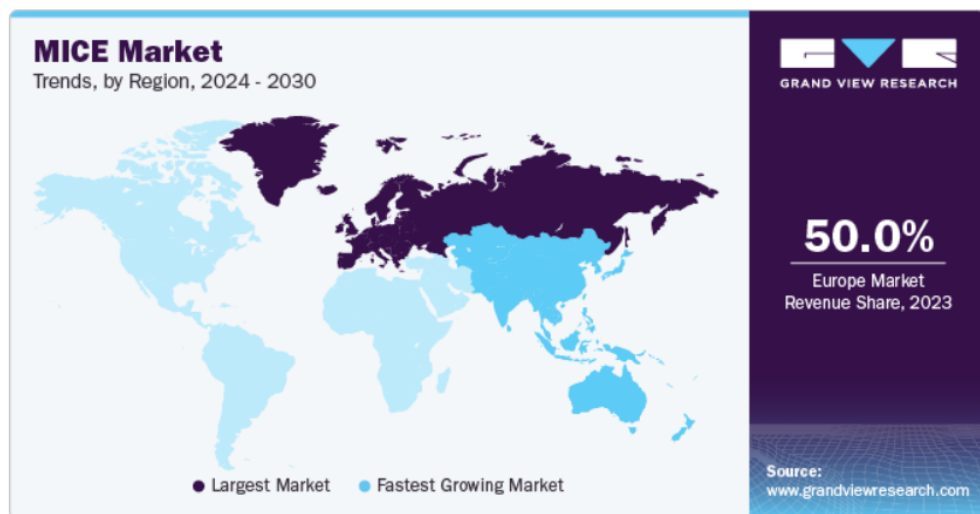 MICE Market
Trends, by Region, 2024 - 2030
GRAND VIEW RESEARCH
50.0%
Europe Market
Revenue Share, 2023
Largest Market
Fastest Growing Market
Source:
www.grandviewresearch.com